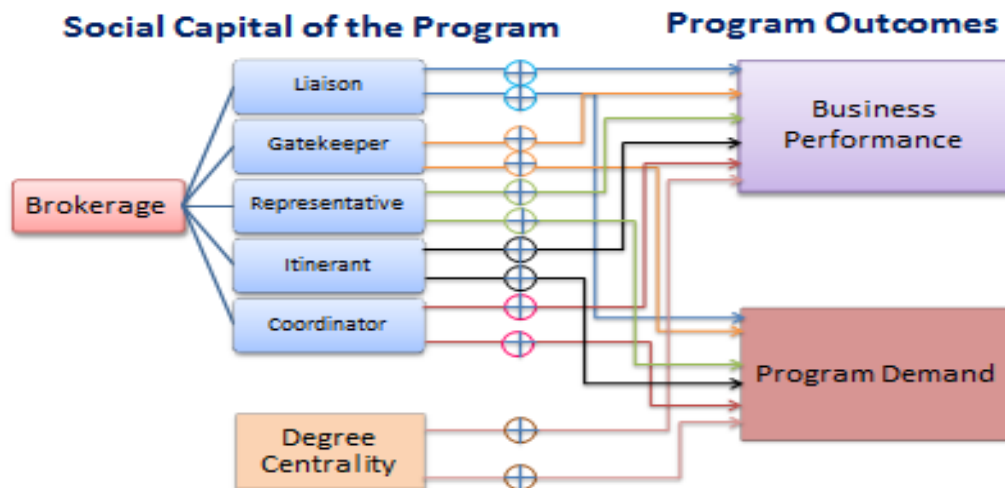 Social Capital of the Program
Program Outcomes
Liaison
Gatekeeper
Representative
Itinerant
Coordinator
Brokerage
Degree
Centrality
Business
Performance
Program Demand